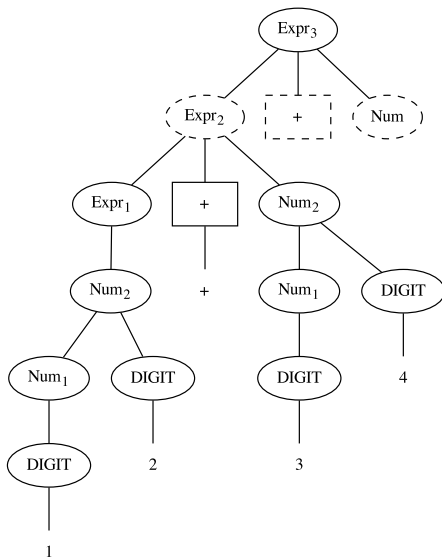 Expr₃
Expr₂ + Num
Expr₁ + Num₂
Num₂ + Num₁ DIGIT
Num₁ DIGIT DIGIT 4
DIGIT 2 3
1